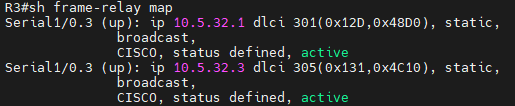 R3#sh frame-relay map
Serial1/0.3 (up): ip 10.5.32.1 dlci 301(0x12D,0x48D0), static,
broadcast,
CISCO, status defined, active
Serial1/0.3 (up): ip 10.5.32.3 dlci 305(0x131,0x4C10), static,
broadcast,
CISCO, status defined, active